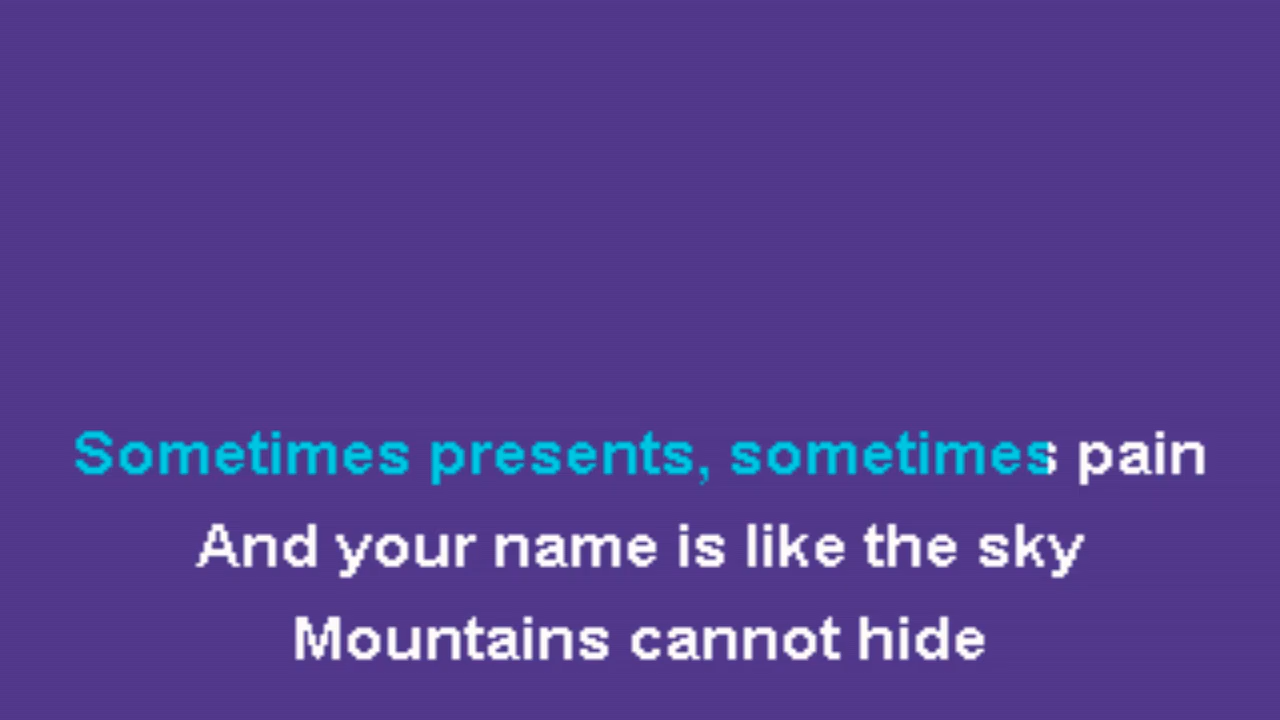 Sometimes presents, sometimes pain
And your name is like the sky
Mountains cannot hide